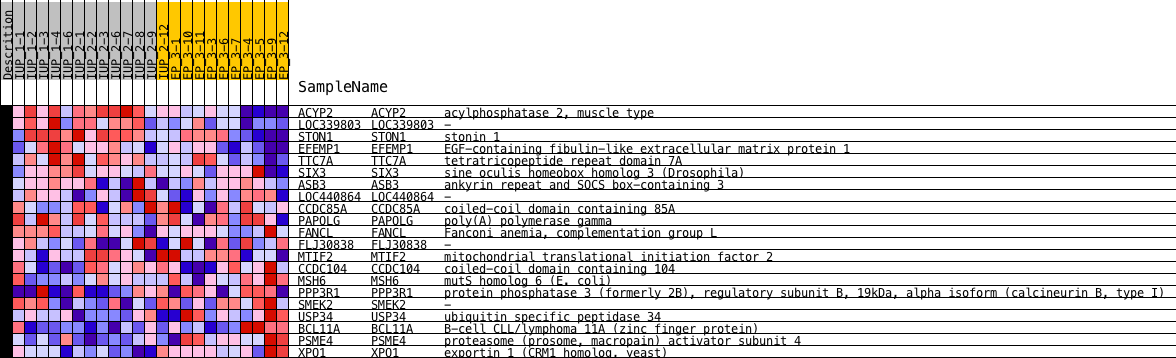 Descrition
IUP_1-1
IUP_1-2
IUP_1-3
IUP_1-4
IUP_1-6
IUP_2-1
IUP_2-2
IUP_2-3
IUP_2-6
IUP_2-7
IUP_2-8
IUP_2-9
IUP_2-12
EP_3-1
EP_3-10
EP_3-11
EP_3-3
EP_3-6
EP_3-7
EP_3-4
EP_3-5
EP_3-9
EP_3-12
SampleName
ACYP2 ACYP2 acylphosphatase 2, muscle type
LOC339803 LOC339803 –
STON1 STON1 stonin 1
EFEMP1 EFEMP1 EGF-containing fibulin-like extracellular matrix protein 1
TTC7A TTC7A tetratricopeptide repeat domain 7A
SIX3 SIX3 sine oculis homeobox homolog 3 (Drosophila)
ASB3 ASB3 ankyrin repeat and SOCS box-containing 3
LOC440864 LOC440864 –
CCDC85A CCDC85A coiled-coil domain containing 85A
PAPOLG PAPOLG poly(A) polymerase gamma
FANCL FANCL Fanconi anemia, complementation group L
FLJ30838 FLJ30838 –
MTIF2 MTIF2 mitochondrial translational initiation factor 2
CCDC104 CCDC104 coiled-coil domain containing 104
MSH6 MSH6 mutS homolog 6 (E. coli)
PPP3R1 PPP3R1 protein phosphatase 3 (formerly 2B), regulatory subunit B, 19kDa, alpha isoform (calcineurin B, type I)
SMEK2 SMEK2 –
USP34 USP34 ubiquitin specific peptidase 34
BCL11A BCL11A B-cell CLL/lymphoma 11A (zinc finger protein)
PSME4 PSME4 proteasome (prosome, macropain) activator subunit 4
XPO1 XPO1 exportin 1 (CRM1 homolog, yeast)